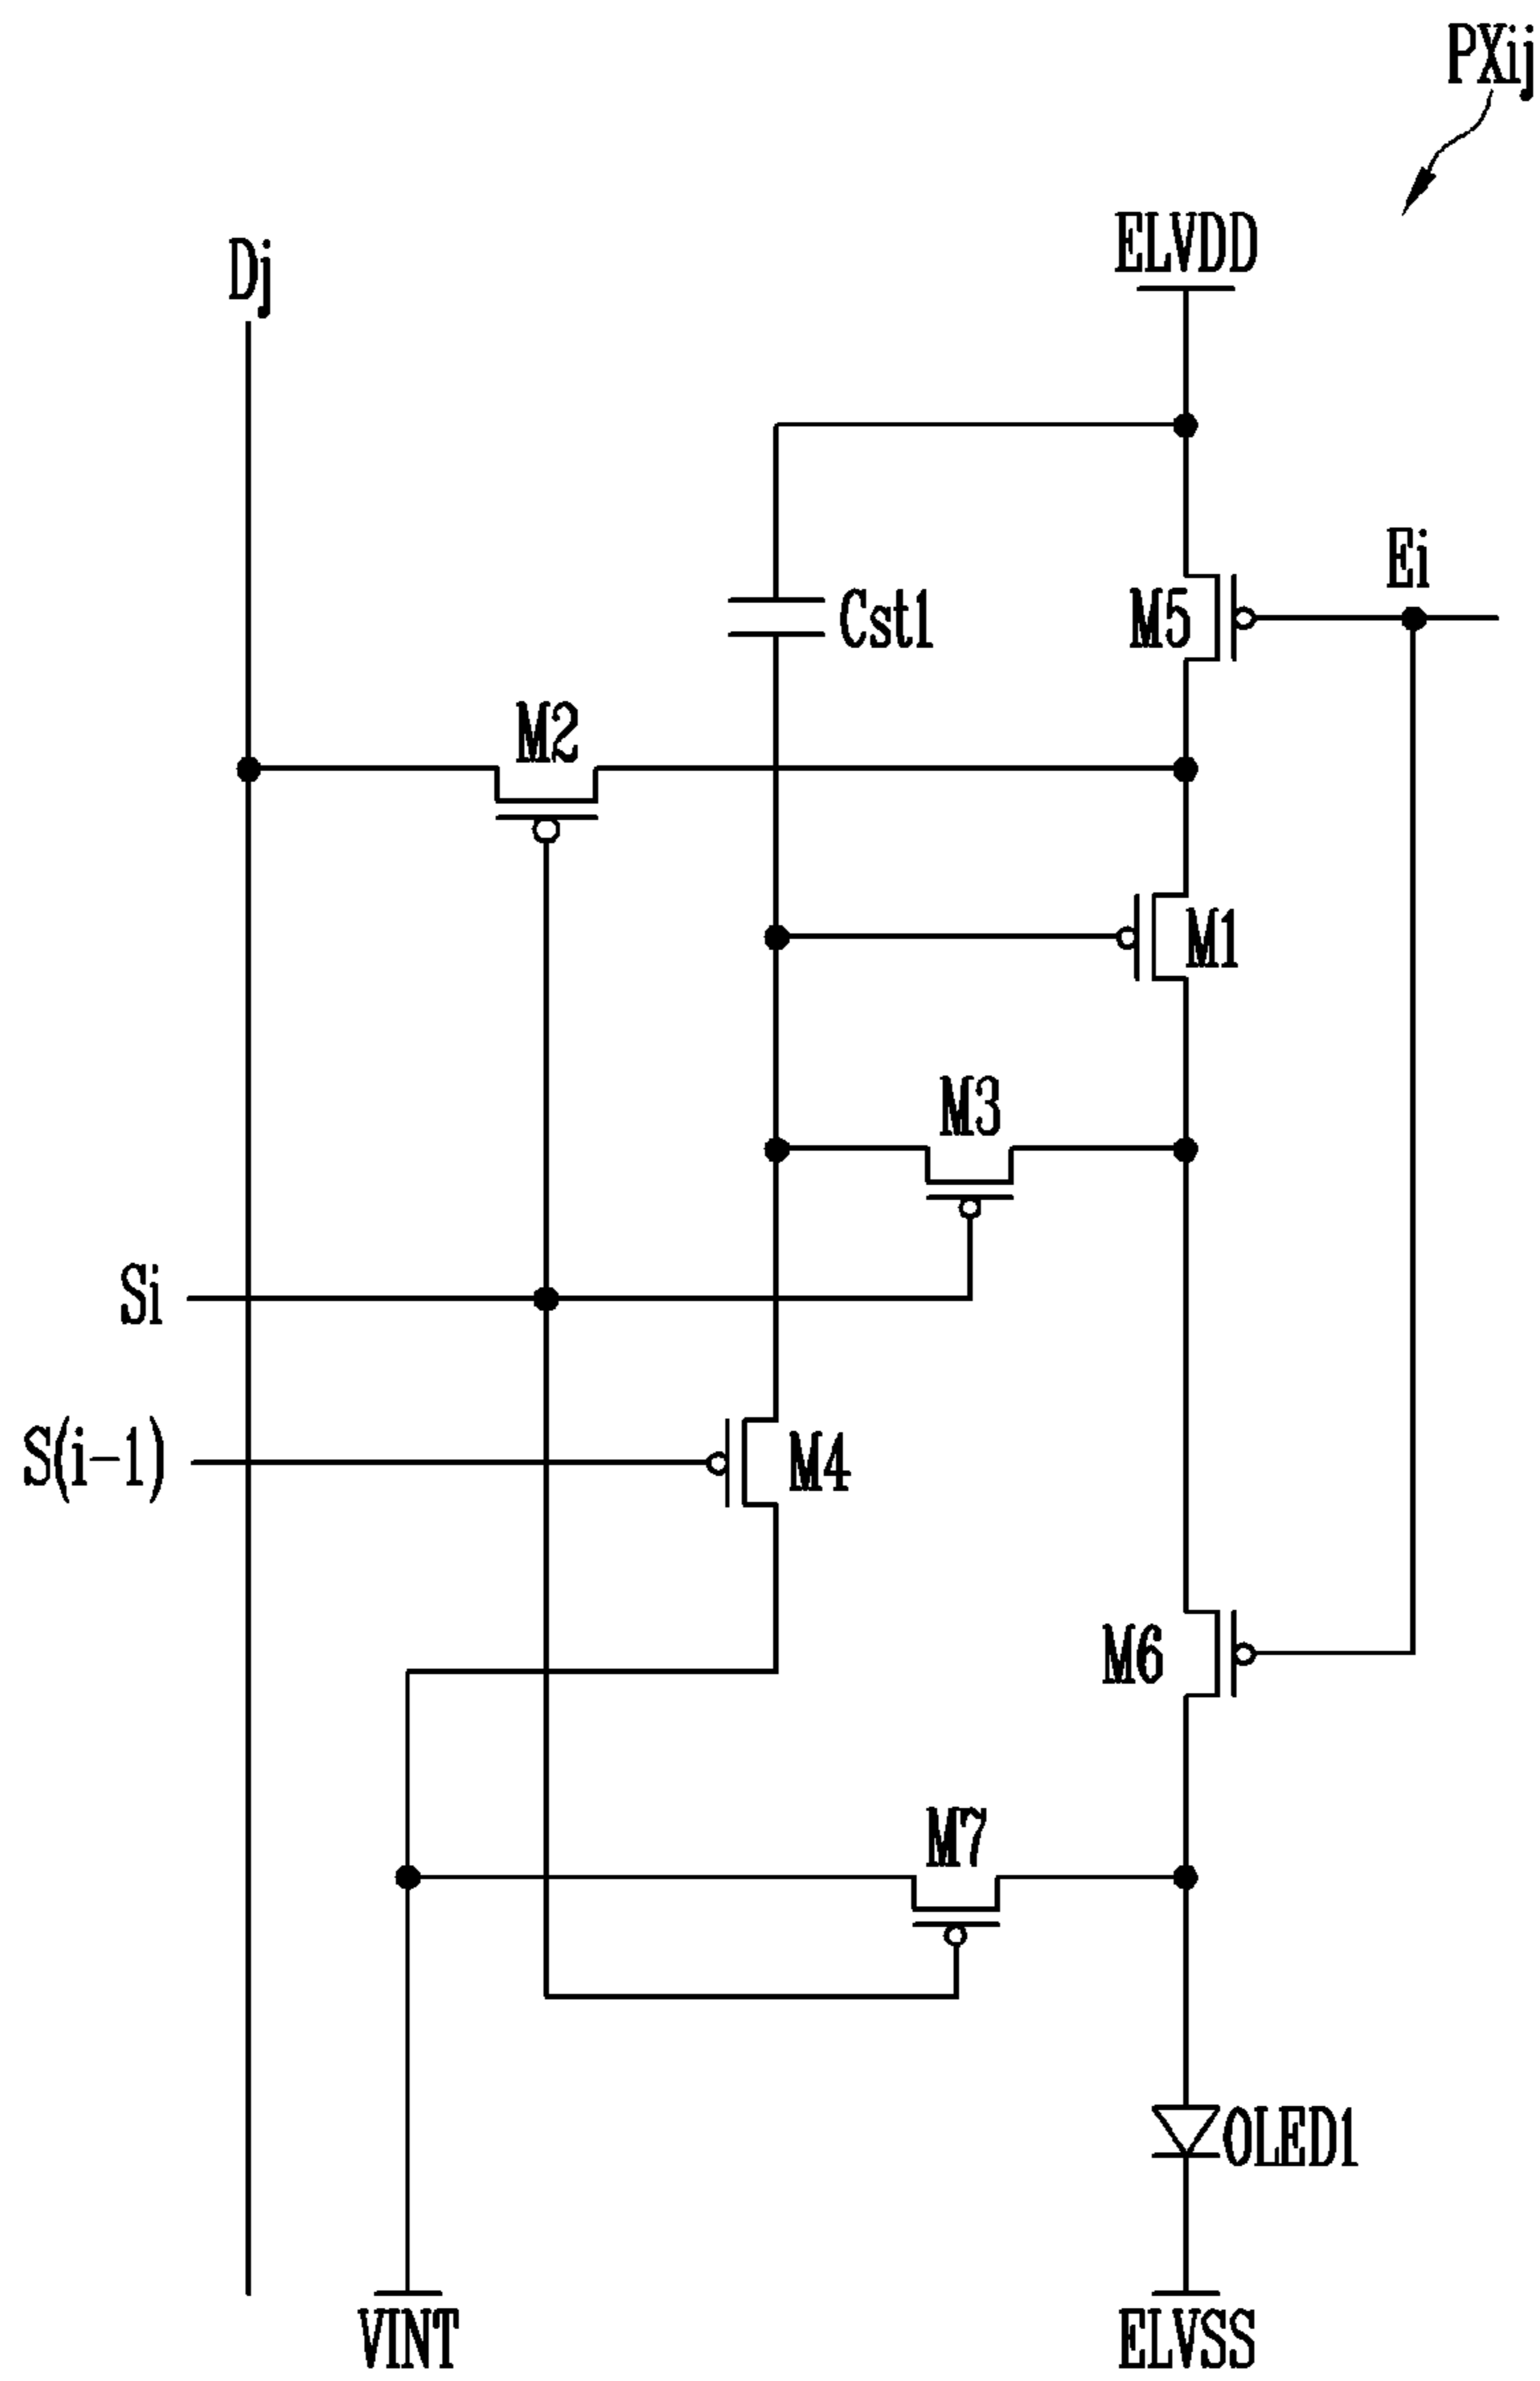 PXij
ELVDD
Dj
Ei
Cst1
M5
M2
M1
M3
Si
S(i-1)
M4
M6
M7
OLED1
VINT
ELVSS